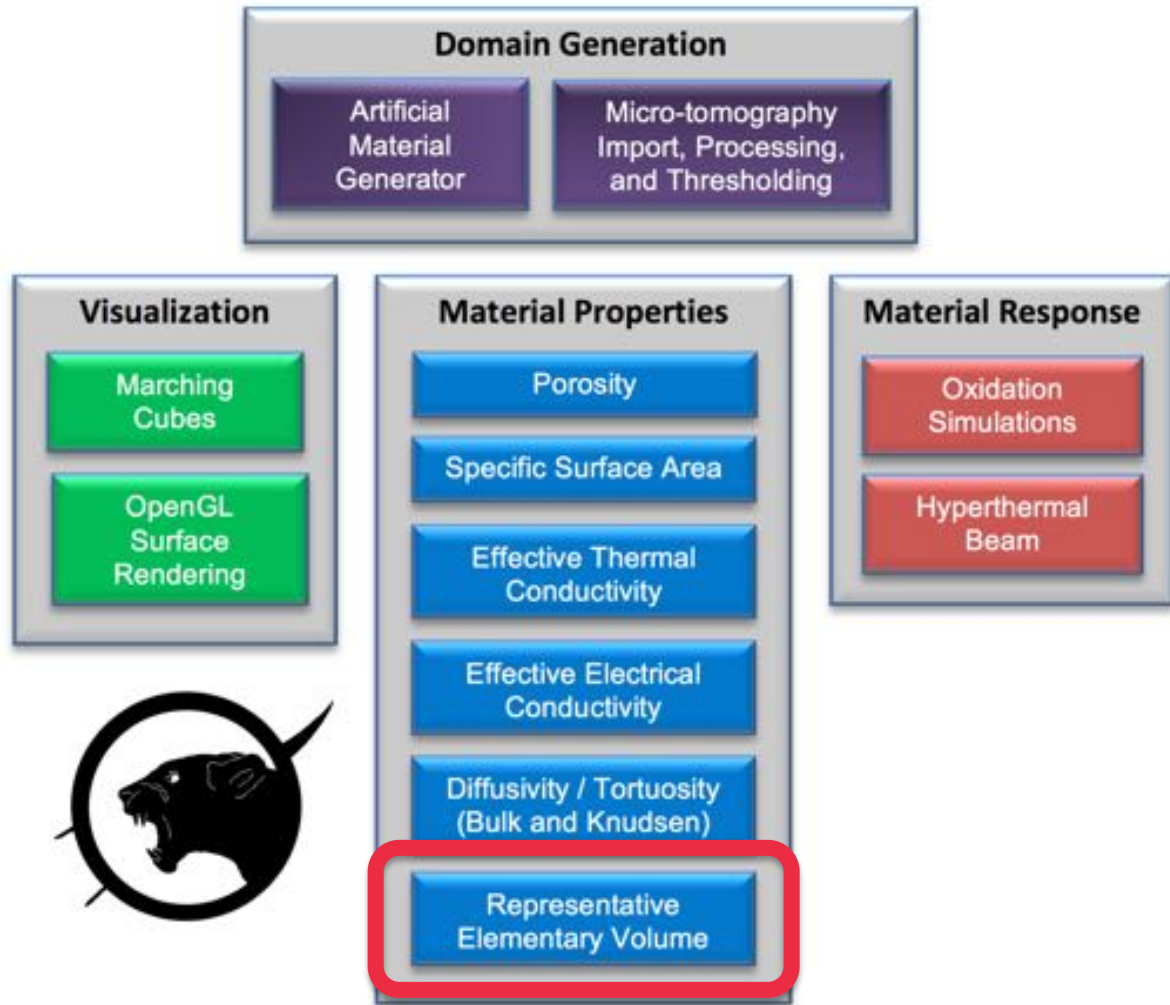 Domain Generation
Artificial
Material
Generator
Micro-tomography
Import, Processing,
and Thresholding
Visualization
Marching
Cubes
OpenGL
Surface
Rendering
Material Properties
Porosity
Specific Surface Area
Effective Thermal
Conductivity
Effective Electrical
Conductivity
Diffusivity / Tortuosity
(Bulk and Knudsen)
Representative
Elementary Volume
Material Response
Oxidation
Simulations
Hyperthermal
Beam